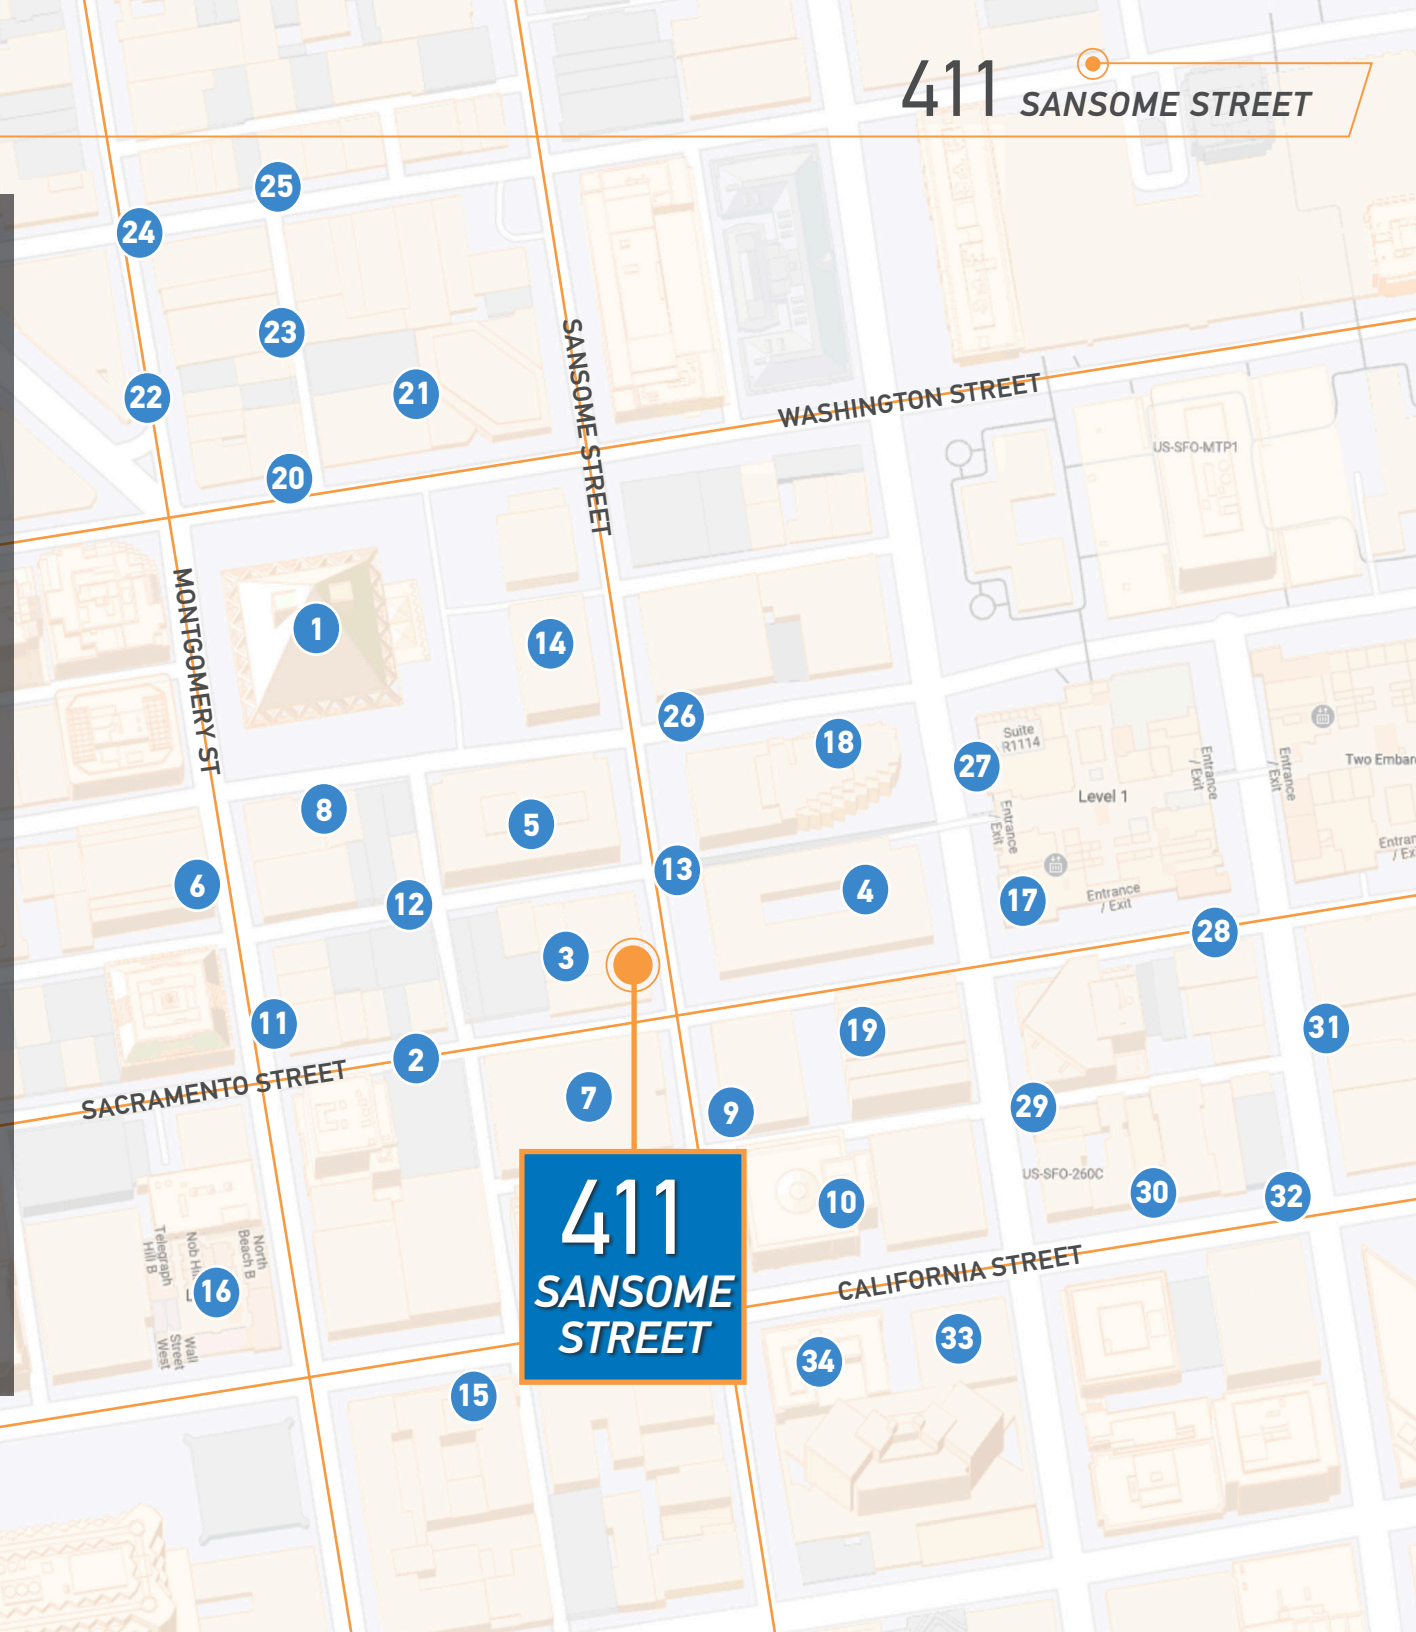 411 SANSOME STREET
25
24
23
22
21
SANSOME STREET
WASHINGTON STREET
US-SFO-MTP1
20
MONTGOMERY ST
1
14
26
18
Suite
R1114
27
Entrance
/ Exit
Entrance
/ Exit
Two Embar
Level 1
8
5
Entrance
/ Exit
Entrar
/ Ex
13
6
12
4
17
Entrance
/ Exit
28
3
11
19
31
2
SACRAMENTO STREET
7
9
29
US-SFO-260C
30
32
10
411
SANSOME
STREET
Telegraph
Hill B
Nob Hil
North
Beach B
L
16
CALIFORNIA STREET
Wall
Street
West
33
34
15